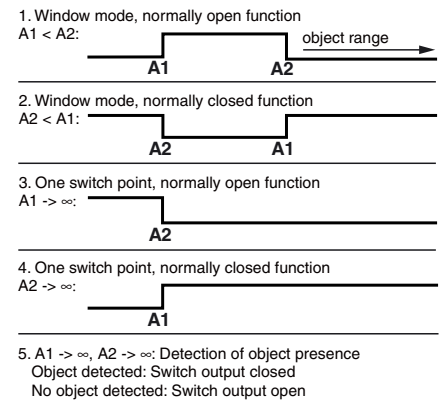 1. Window mode, normally open function
A1 < A2:
object range
A1 A2
2. Window mode, normally closed function
A2 < A1:
A2 A1
3. One switch point, normally open function
A1 -> ∞:
A2
4. One switch point, normally closed function
A2 -> ∞:
A1
5. A1 -> ∞, A2 -> ∞: Detection of object presence
Object detected: Switch output closed
No object detected: Switch output open